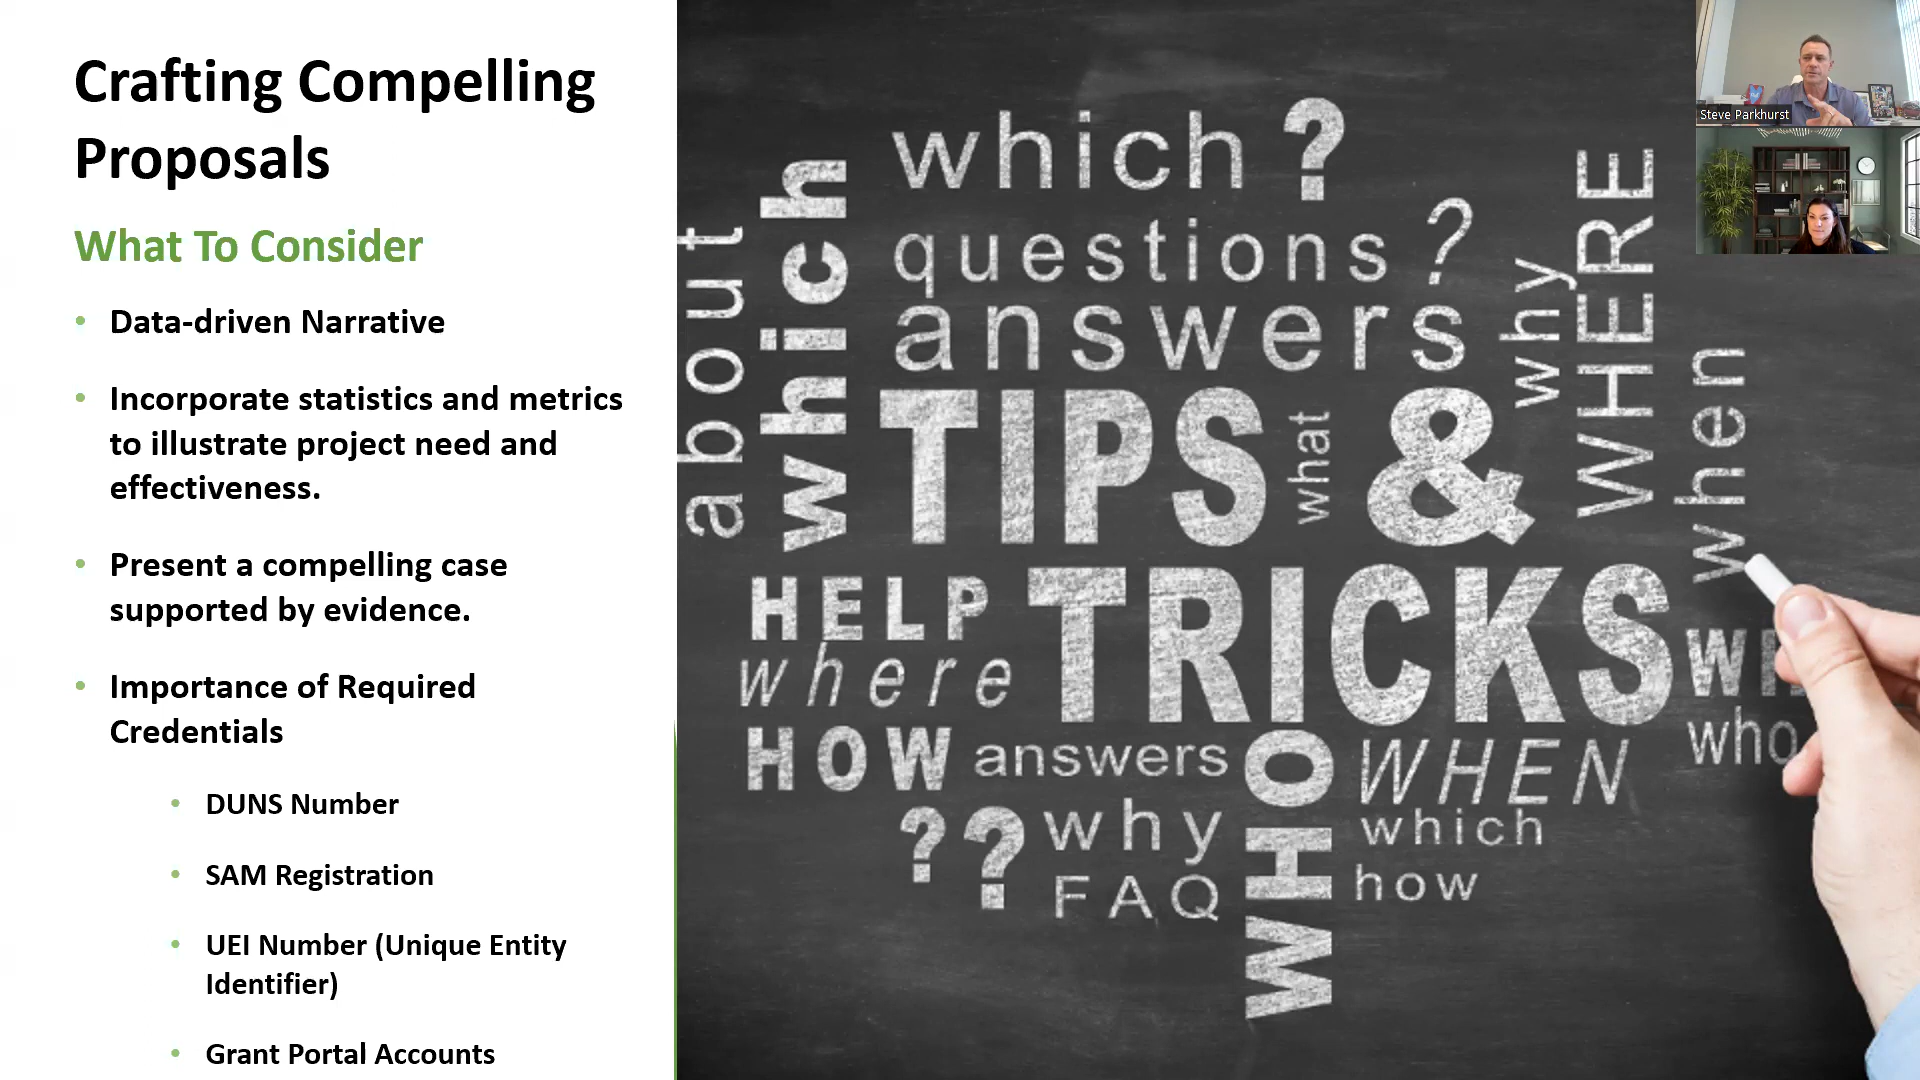 Crafting Compelling
Proposals
What To Consider
• Data-driven Narrative
• Incorporate statistics and metrics
to illustrate project need and
effectiveness.
• Present a compelling case
supported by evidence.
• Importance of Required
Credentials
• DUNS Number
• SAM Registration
• UEI Number (Unique Entity
Identifier)
• Grant Portal Accounts
about
which
which?
questions?
answers
why
WHERE
when
TIPS
what
&
HELP
TRICKS
where
who
HOW
answers
WHO
WHEN
??
why
which
FAQ
how
Steve Parkhurst